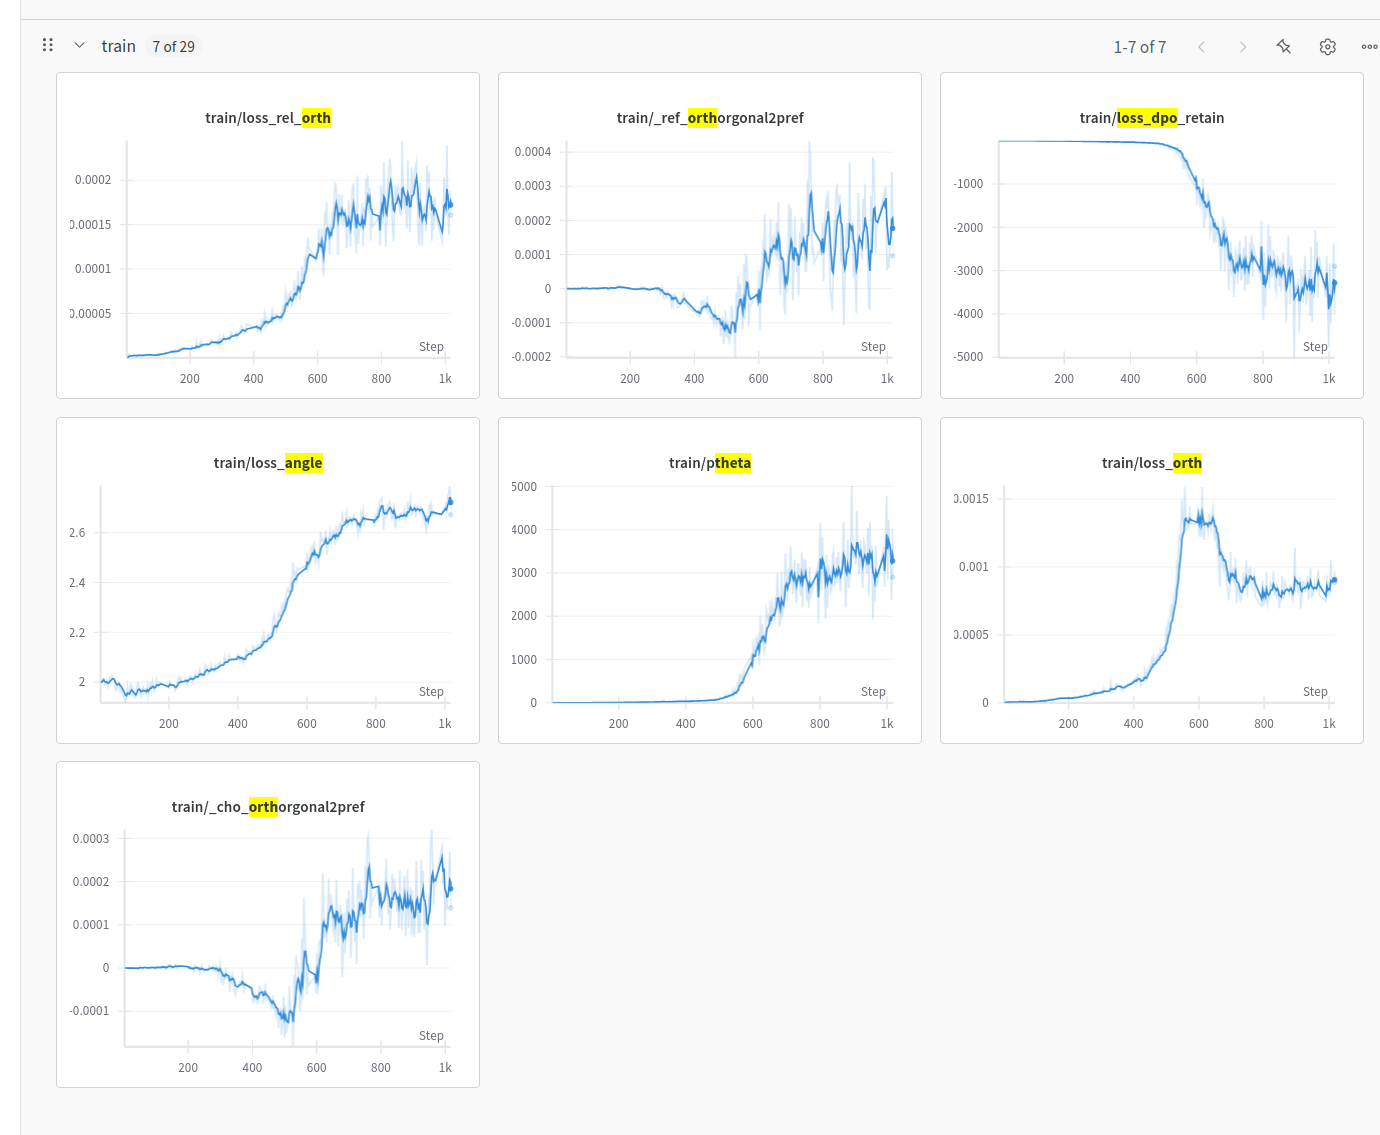 train 7 of 29 1-7 of 7
train/loss_rel_orth
0.0002
0.00015
0.0001
0.00005
Step
200 400 600 800 1k
train/_ref_orthorgonal2pref
0.0004
0.0003
0.0002
0.0001
0
-0.0001
-0.0002
Step
200 400 600 800 1k
train/loss_dpo_retain
-1000
-2000
-3000
-4000
-5000
Step
200 400 600 800 1k
train/loss_angle
2.6
2.4
2.2
2
Step
200 400 600 800 1k
train/ptheta
5000
4000
3000
2000
1000
0
Step
200 400 600 800 1k
train/loss_orth
0.0015
0.001
0.0005
0
Step
200 400 600 800 1k
train/_cho_orthorgonal2pref
0.0003
0.0002
0.0001
0
-0.0001
Step
200 400 600 800 1k